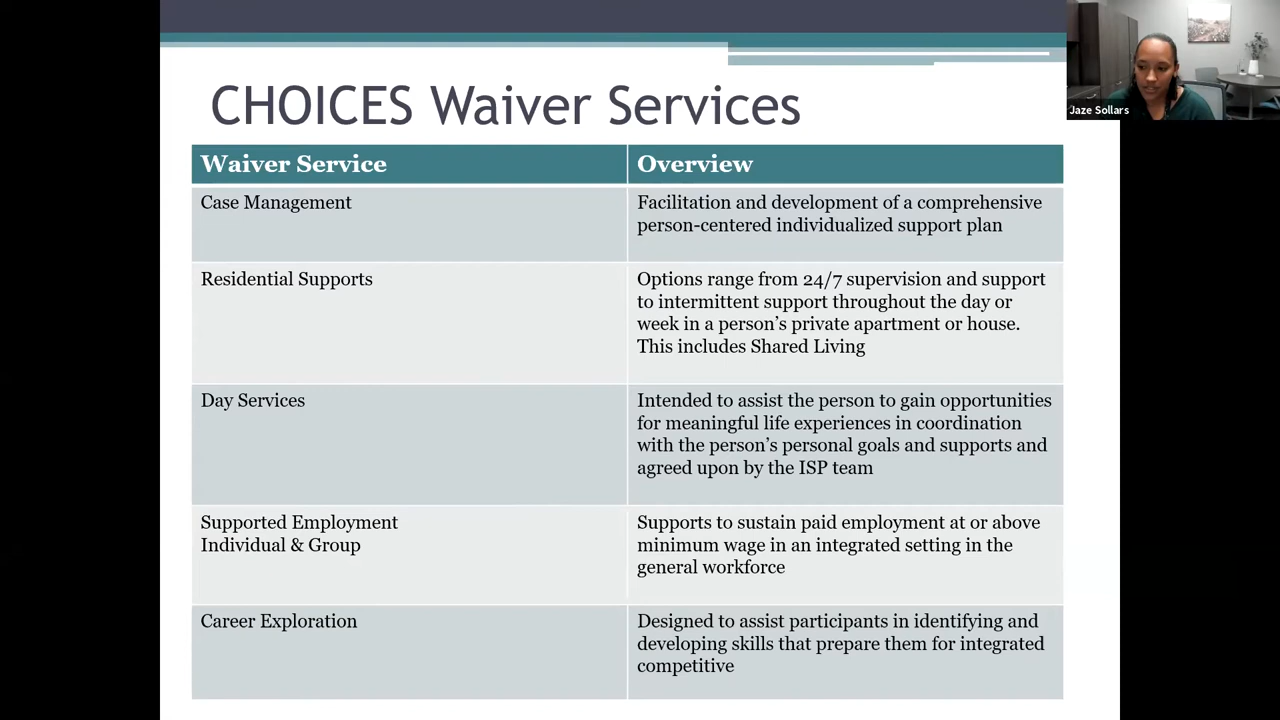 CHOICES Waiver Services
Jaze Sollars
Waiver Service
Overview
Case Management
Facilitation and development of a comprehensive
person-centered individualized support plan
Residential Supports
Options range from 24/7 supervision and support
to intermittent support throughout the day or
week in a person's private apartment or house.
This includes Shared Living
Day Services
Intended to assist the person to gain opportunities
for meaningful life experiences in coordination
with the person's personal goals and supports and
agreed upon by the ISP team
Supported Employment
Individual & Group
Supports to sustain paid employment at or above
minimum wage in an integrated setting in the
general workforce
Career Exploration
Designed to assist participants in identifying and
developing skills that prepare them for integrated
competitive